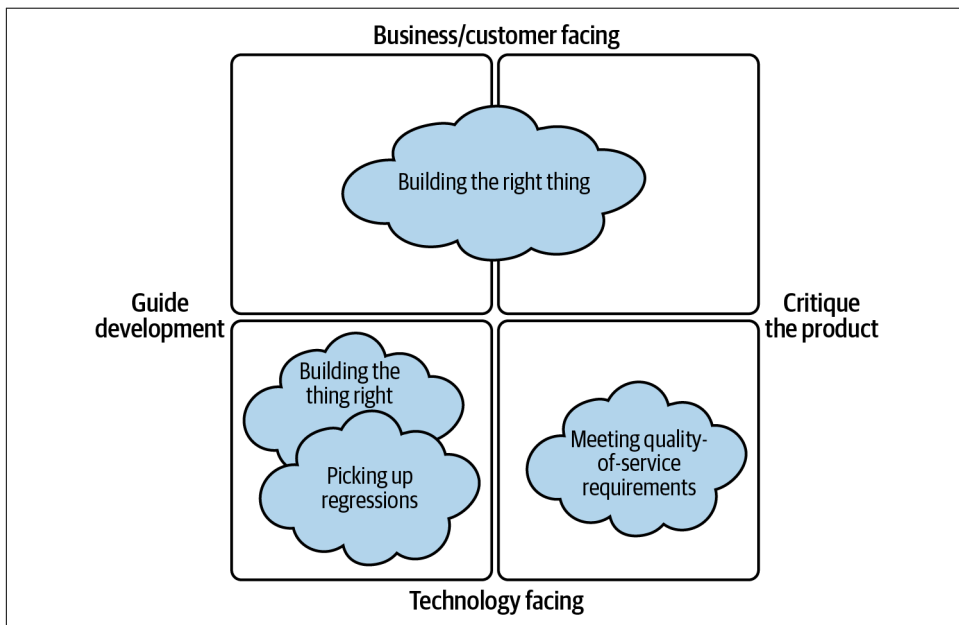 Business/customer facing
Building the right thing
Guide
development
Critique
the product
Building the
thing right
Picking up
regressions
Meeting quality-
of-service
requirements
Technology facing